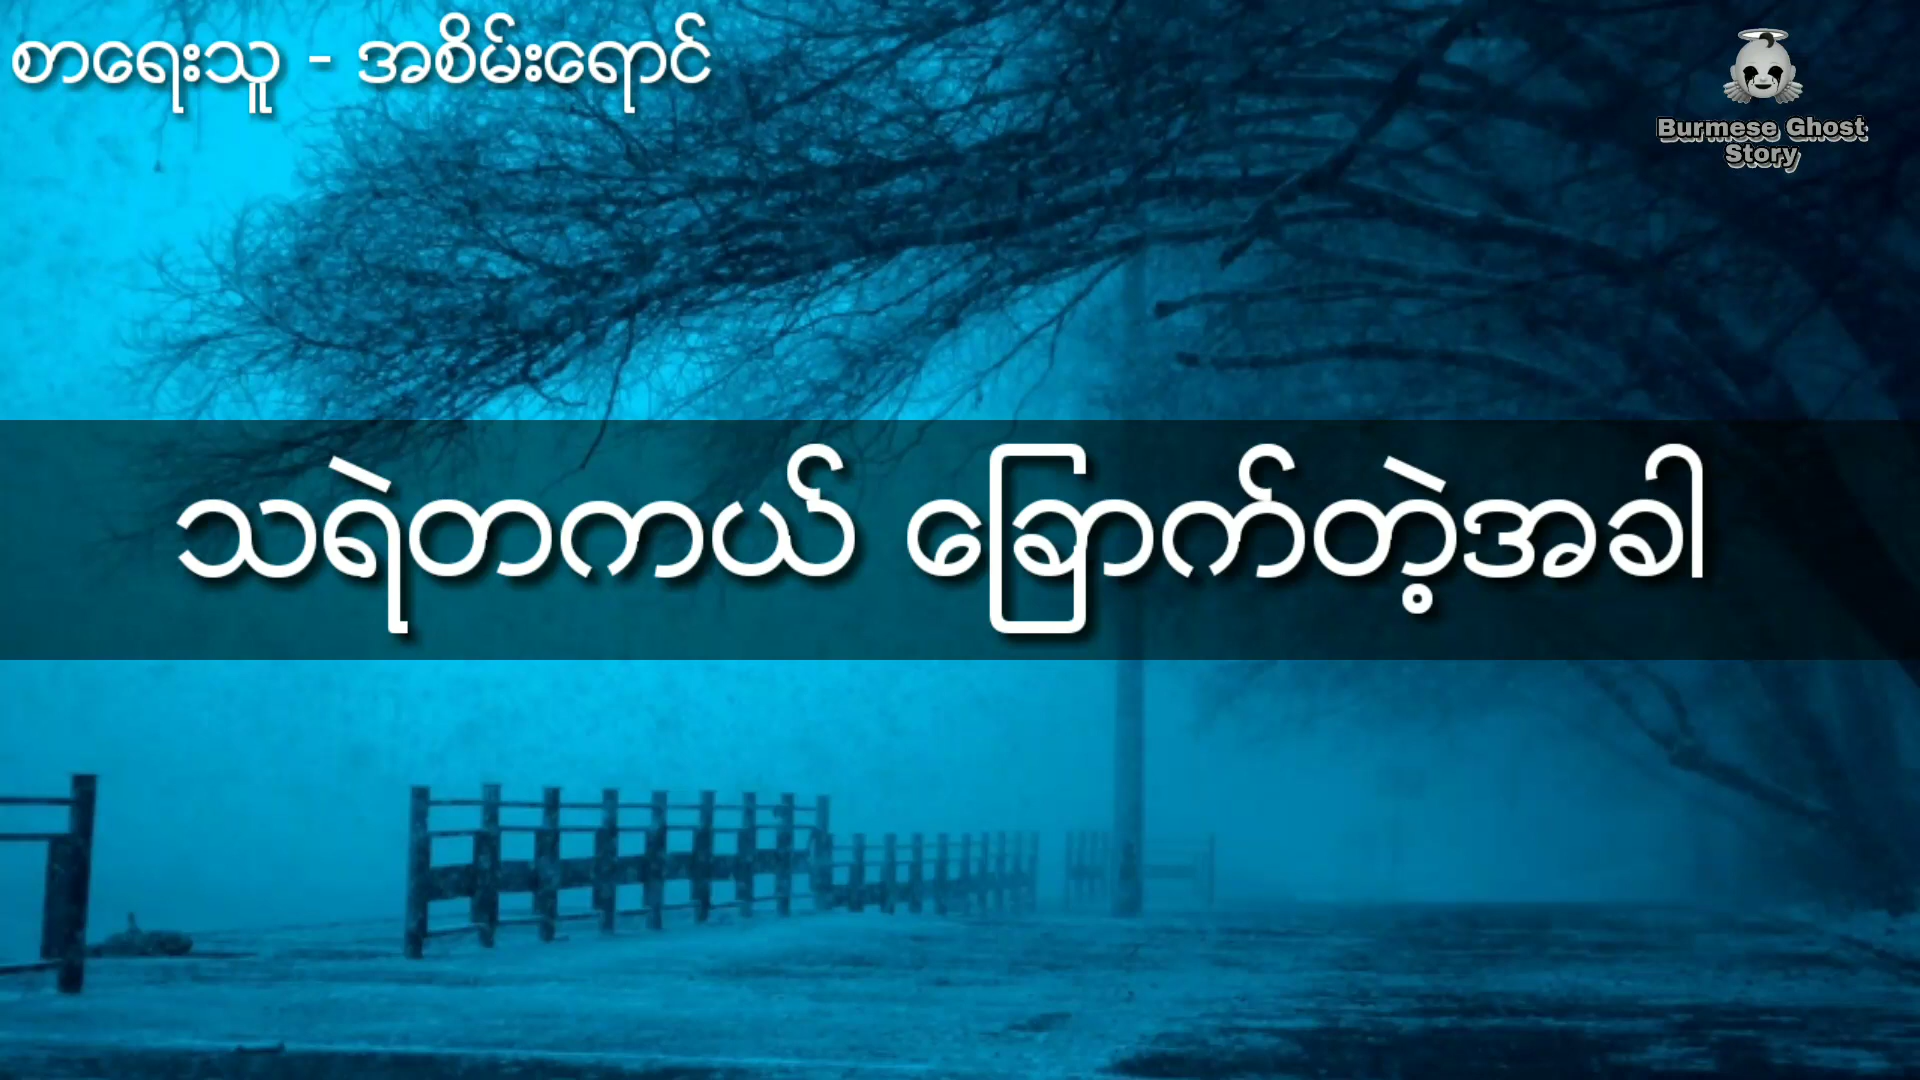 စာရေးသူ - အစိမ်းရောင်
Burmese Ghost
Story
သရဲတကယ် ခြောက်တဲ့အခါ